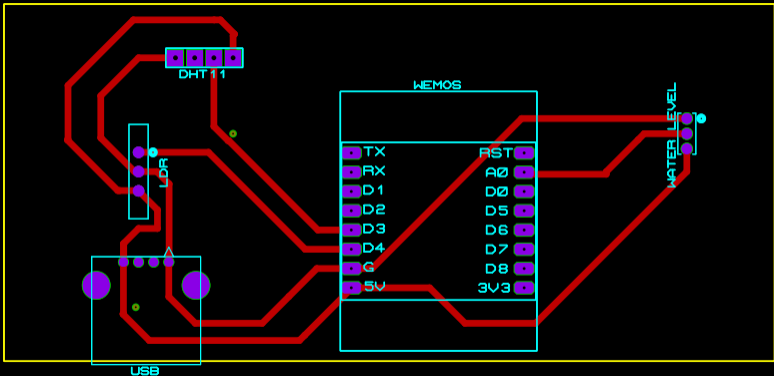 DHT11
WEMOS
WATER LEVEL
LDR
TX
RX
D1
D2
D3
D4
G
5V
RST
A0
D0
D5
D6
D7
D8
3V3
USB